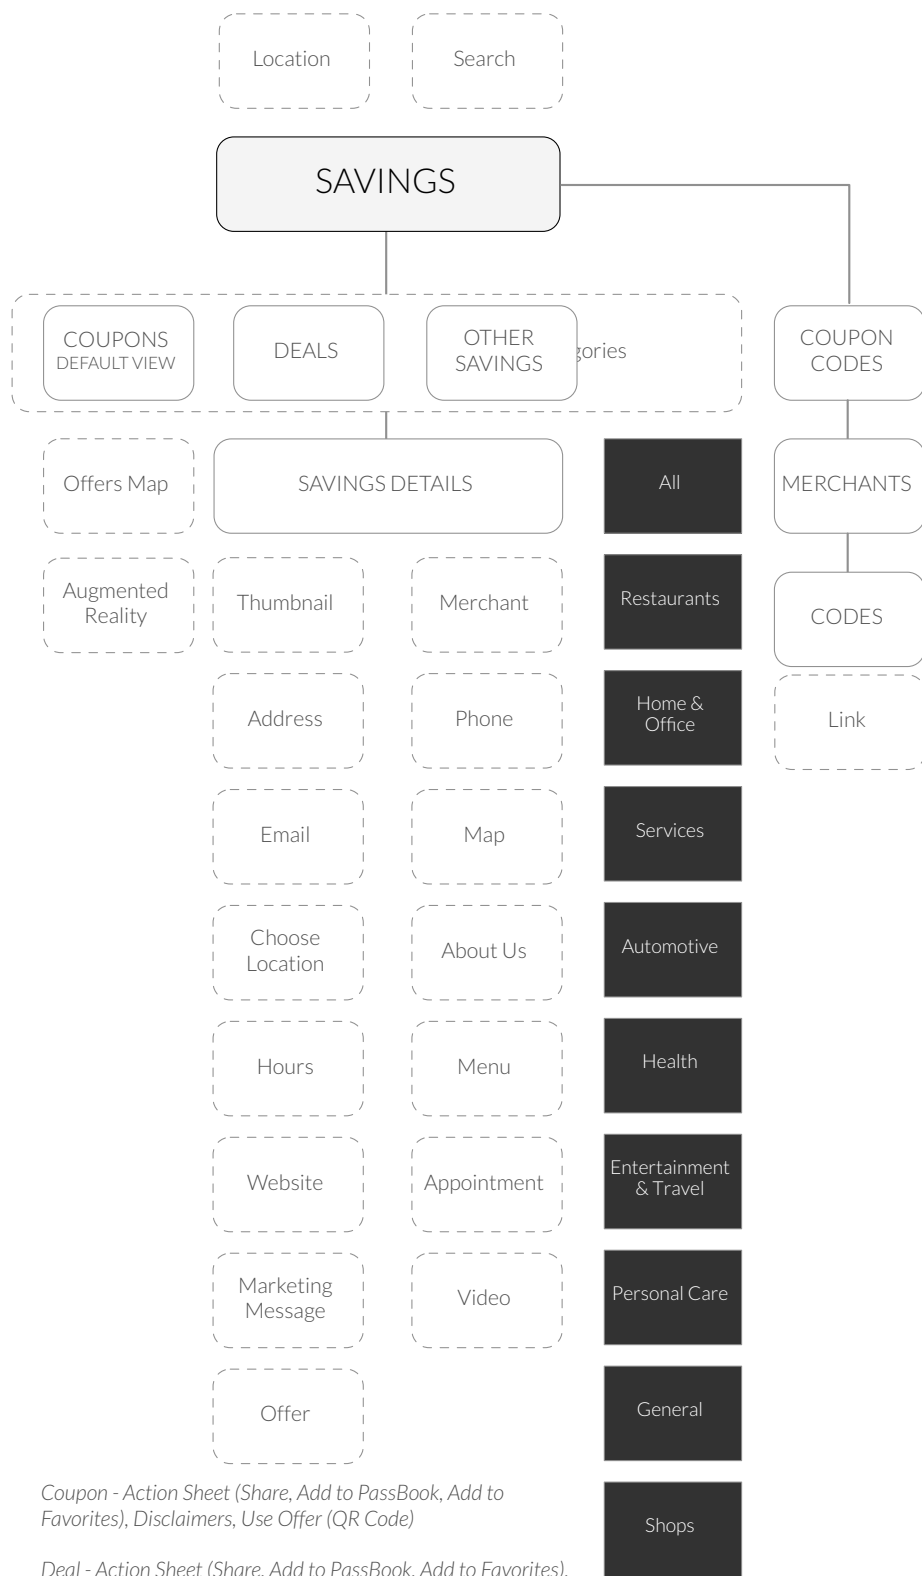 Location
Search
SAVINGS
COUPONS
DEFAULT VIEW
DEALS
OTHER
SAVINGS
gories
COUPON
CODES
Offers Map
SAVINGS DETAILS
All
MERCHANTS
Augmented
Reality
Thumbnail
Merchant
Restaurants
CODES
Address
Phone
Home &
Office
Link
Email
Map
Services
Choose
Location
About Us
Automotive
Hours
Menu
Health
Website
Appointment
Entertainment
& Travel
Marketing
Message
Video
Personal Care
Offer
General
Coupon - Action Sheet (Share, Add to PassBook, Add to
Favorites), Disclaimers, Use Offer (QR Code)
Shops
Deal - Action Sheet (Share, Add to PassBook, Add to Favorites),